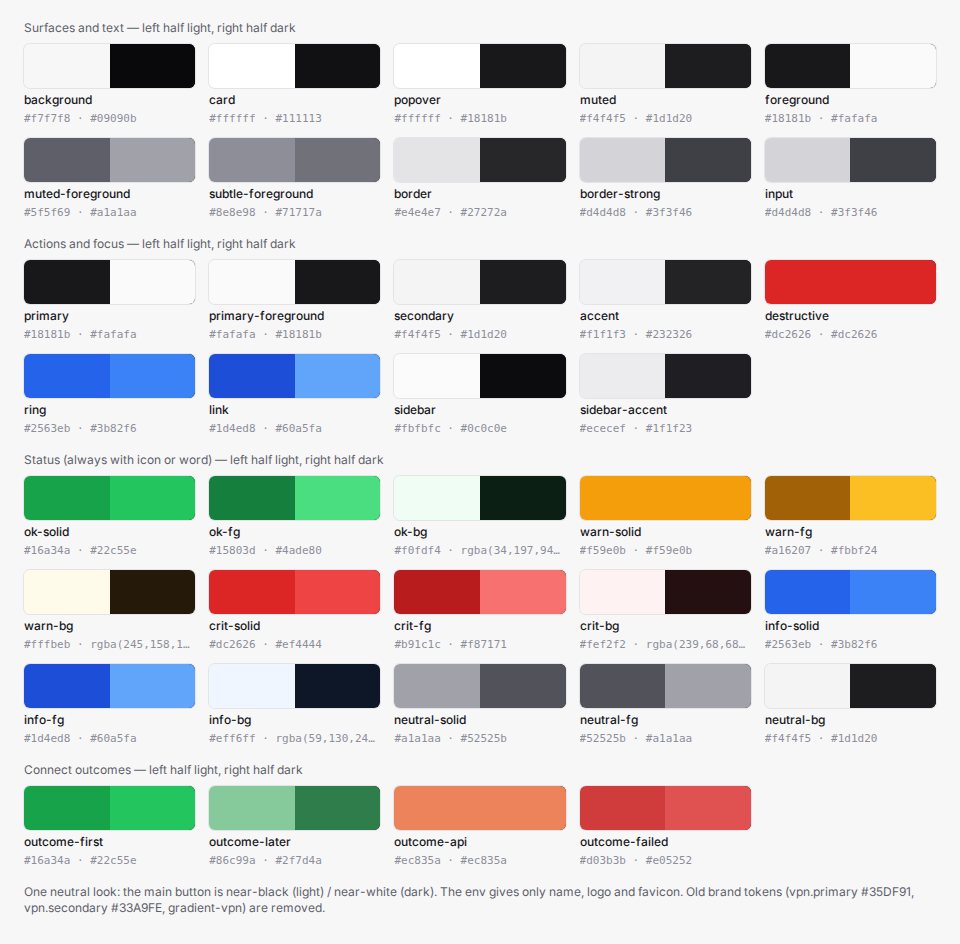 Surfaces and text — left half light, right half dark
background card popover muted foreground
#f7f7f8 · #09090b #ffffff · #111113 #ffffff · #18181b #f4f4f5 · #1d1d20 #18181b · #fafafa
muted-foreground subtle-foreground border border-strong input
#5f5f69 · #a1a1aa #8e8e98 · #71717a #e4e4e7 · #27272a #d4d4d8 · #3f3f46 #d4d4d8 · #3f3f46
Actions and focus — left half light, right half dark
primary primary-foreground secondary accent destructive
#18181b · #fafafa #fafafa · #18181b #f4f4f5 · #1d1d20 #f1f1f3 · #232326 #dc2626 · #dc2626
ring link sidebar sidebar-accent
#2563eb · #3b82f6 #1d4ed8 · #60a5fa #fbfbfc · #0c0c0e #ececef · #1f1f23
Status (always with icon or word) — left half light, right half dark
ok-solid ok-fg ok-bg warn-solid warn-fg
#16a34a · #22c55e #15803d · #4ade80 #f0fdf4 · rgba(34,197,94… #f59e0b · #f59e0b #a16207 · #fbbf24
warn-bg crit-solid crit-fg crit-bg info-solid
#fffbeb · rgba(245,158,1… #dc2626 · #ef4444 #b91c1c · #f87171 #fef2f2 · rgba(239,68,68… #2563eb · #3b82f6
info-fg info-bg neutral-solid neutral-fg neutral-bg
#1d4ed8 · #60a5fa #eff6ff · rgba(59,130,24… #a1a1aa · #52525b #52525b · #a1a1aa #f4f4f5 · #1d1d20
Connect outcomes — left half light, right half dark
outcome-first outcome-later outcome-api outcome-failed
#16a34a · #22c55e #86c99a · #2f7d4a #ec835a · #ec835a #d03b3b · #e05252
One neutral look: the main button is near-black (light) / near-white (dark). The env gives only name, logo and favicon. Old brand tokens (vpn.primary #35DF91,
vpn.secondary #33A9FE, gradient-vpn) are removed.